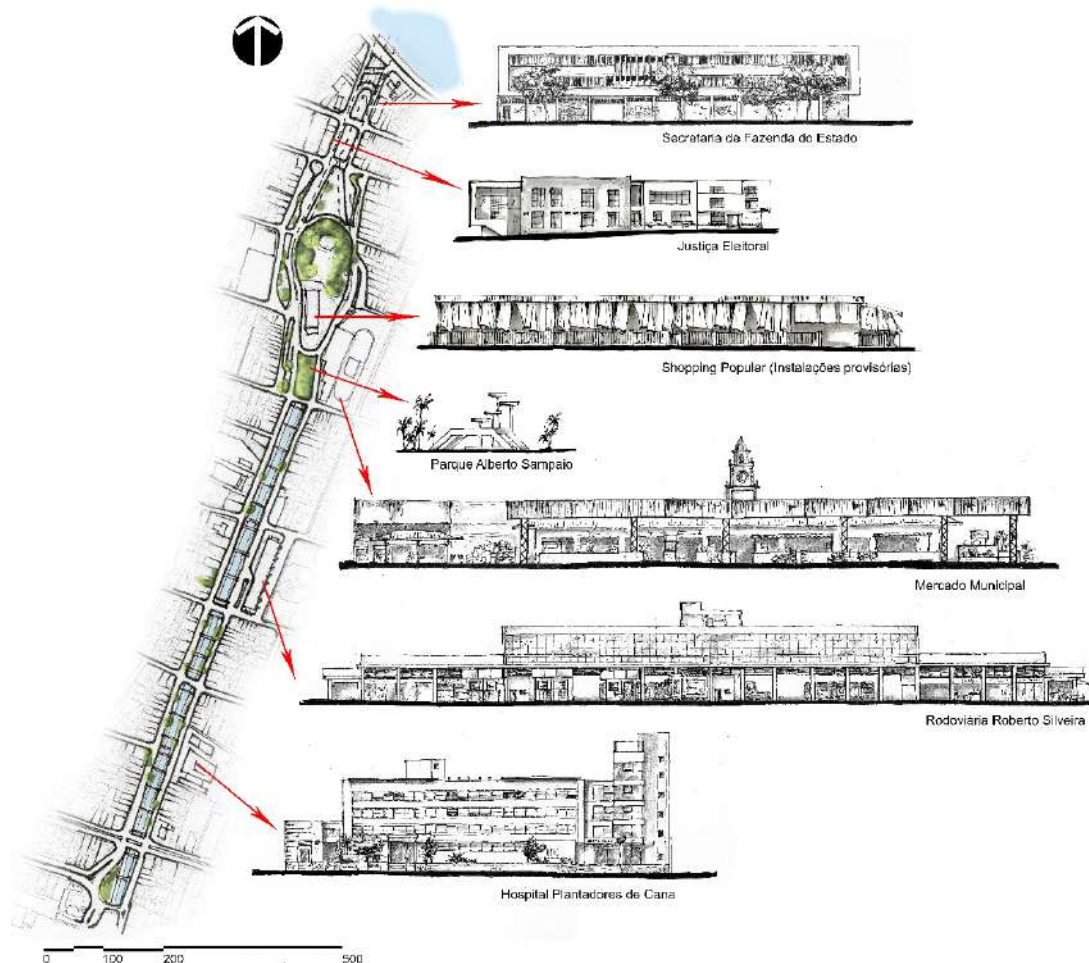 Secretaria de Fazenda do Estado
Justiça Eleitoral
Shopping Popular (Instalações provisórias)
Parque Alberto Sampaio
Mercado Municipal
Rodoviária Roberto Silveira
Hospital Plantadores de Cana
0 100 200 500